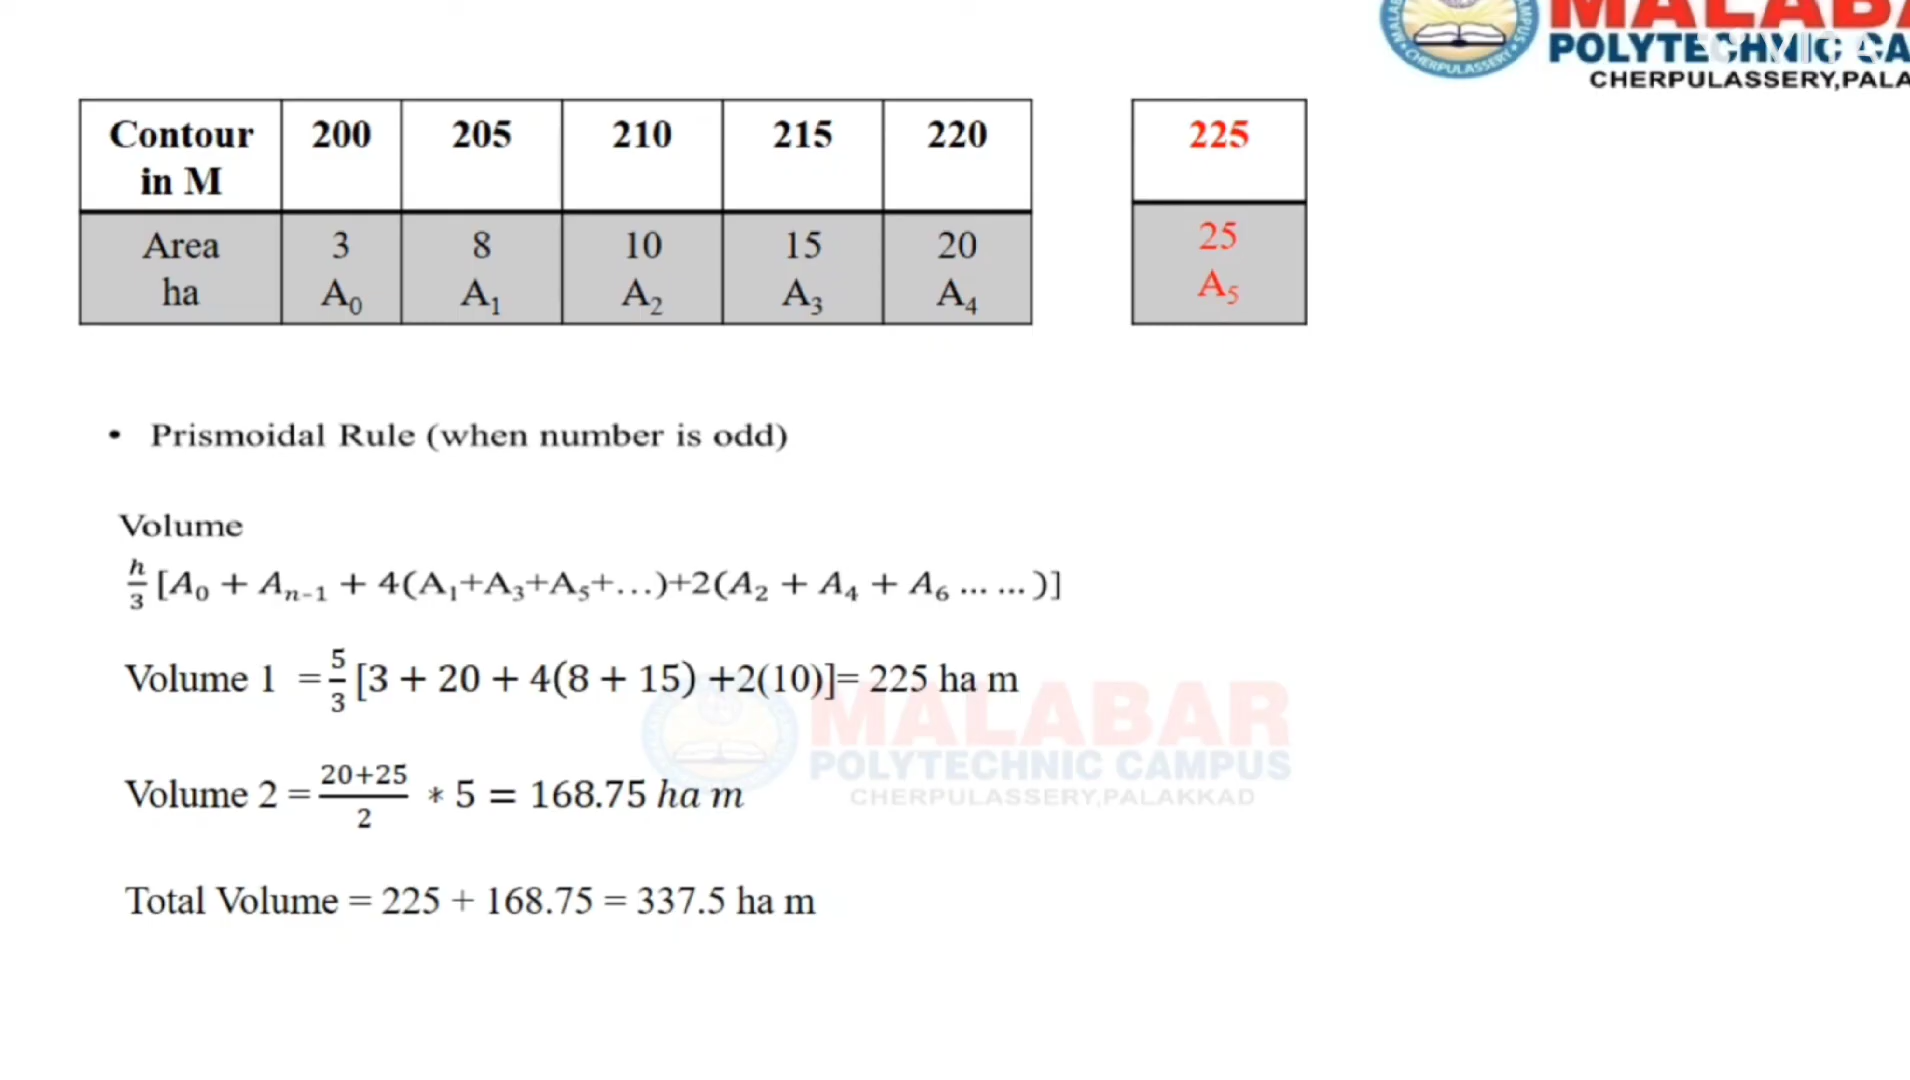 MALABA
POLYTECHNIC CA
CHERPULASSERY,PALA
Contour in M 200 205 210 215 220 225
Area ha 3 8 10 15 20 25
A₀ A₁ A₂ A₃ A₄ A₅
• Prismoidal Rule (when number is odd)
Volume
h/3 [A₀ + Aₙ₋₁ + 4(A₁+A₃+A₅+…)+2(A₂ + A₄ + A₆ … …)]
Volume 1 = 5/3 [3 + 20 + 4(8 + 15) +2(10)]= 225 ha m
Volume 2 = 20+25/2 * 5 = 168.75 ha m
Total Volume = 225 + 168.75 = 337.5 ha m
MALABAR
POLYTECHNIC CAMPUS
CHERPULASSERY,PALAKKAD